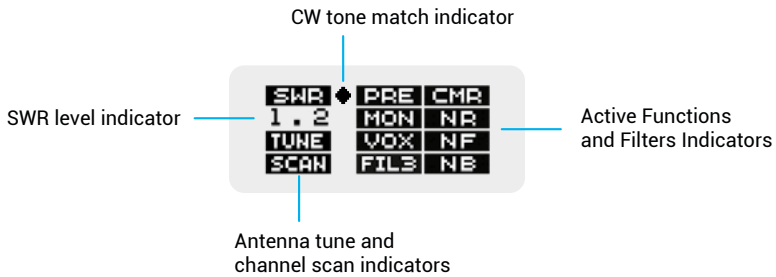 CW tone match indicator
SWR level indicator
SWR PRE CMR
1.2 MON NR
TUNE VOX NF
SCAN FIL3 NB
Active Functions
and Filters Indicators
Antenna tune and
channel scan indicators